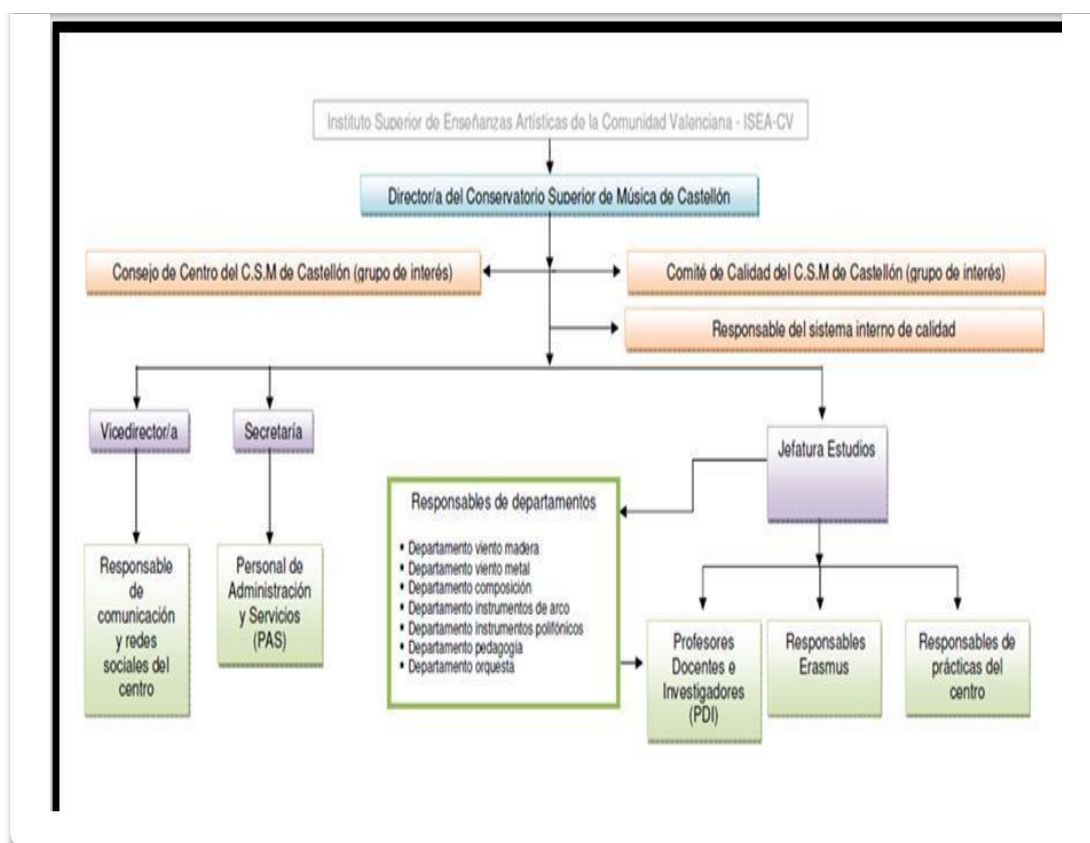 Instituto Superior de Enseñanzas Artísticas de la Comunidad Valenciana - ISEA-CV
Director/a del Conservatorio Superior de Música de Castellón
Consejo de Centro del C.S.M de Castellón (grupo de interés)
Comité de Calidad del C.S.M de Castellón (grupo de interés)
Responsable del sistema interno de calidad
Vicedirector/a
Secretaría
Jefatura Estudios
Responsable
de
comunicación
y redes
sociales del
centro
Personal de
Administración
y Servicios
(PAS)
Responsables de departamentos
▪ Departamento viento madera
▪ Departamento viento metal
▪ Departamento composición
▪ Departamento instrumentos de arco
▪ Departamento instrumentos polifónicos
▪ Departamento pedagogía
▪ Departamento orquesta
Profesores
Docentes e
Investigadores
(PDI)
Responsables
Erasmus
Responsables de
prácticas del
centro